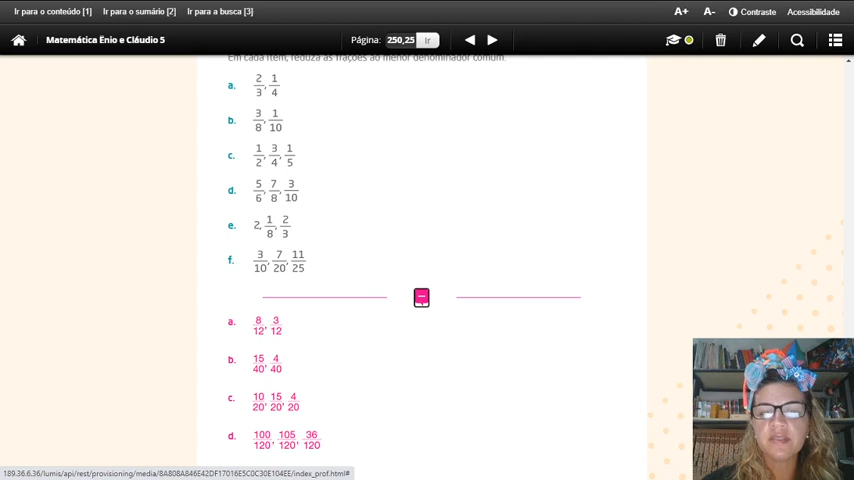 Ir para o conteúdo [1] Ir para o sumário [2] Ir para a busca [3] A+ A- Contraste Acessibilidade
Matemática Enio e Cláudio 5 Página: 250,25 Ir
Em cada item, reduza as frações ao menor denominador comum.
a. 2/3, 1/4
b. 3/8, 1/10
c. 1/2, 3/4, 1/5
d. 5/6, 7/8, 3/10
e. 2, 1/8, 2/3
f. 3/10, 7/20, 11/25
a. 8/12, 3/12
b. 15/40, 4/40
c. 10/20, 15/20, 4/20
d. 100/120, 105/120, 36/120
189.36.6.36/lumis/api/rest/provisioning/media/8A808A846E42DF17016E5C0C30E104EE/index_prof.html#